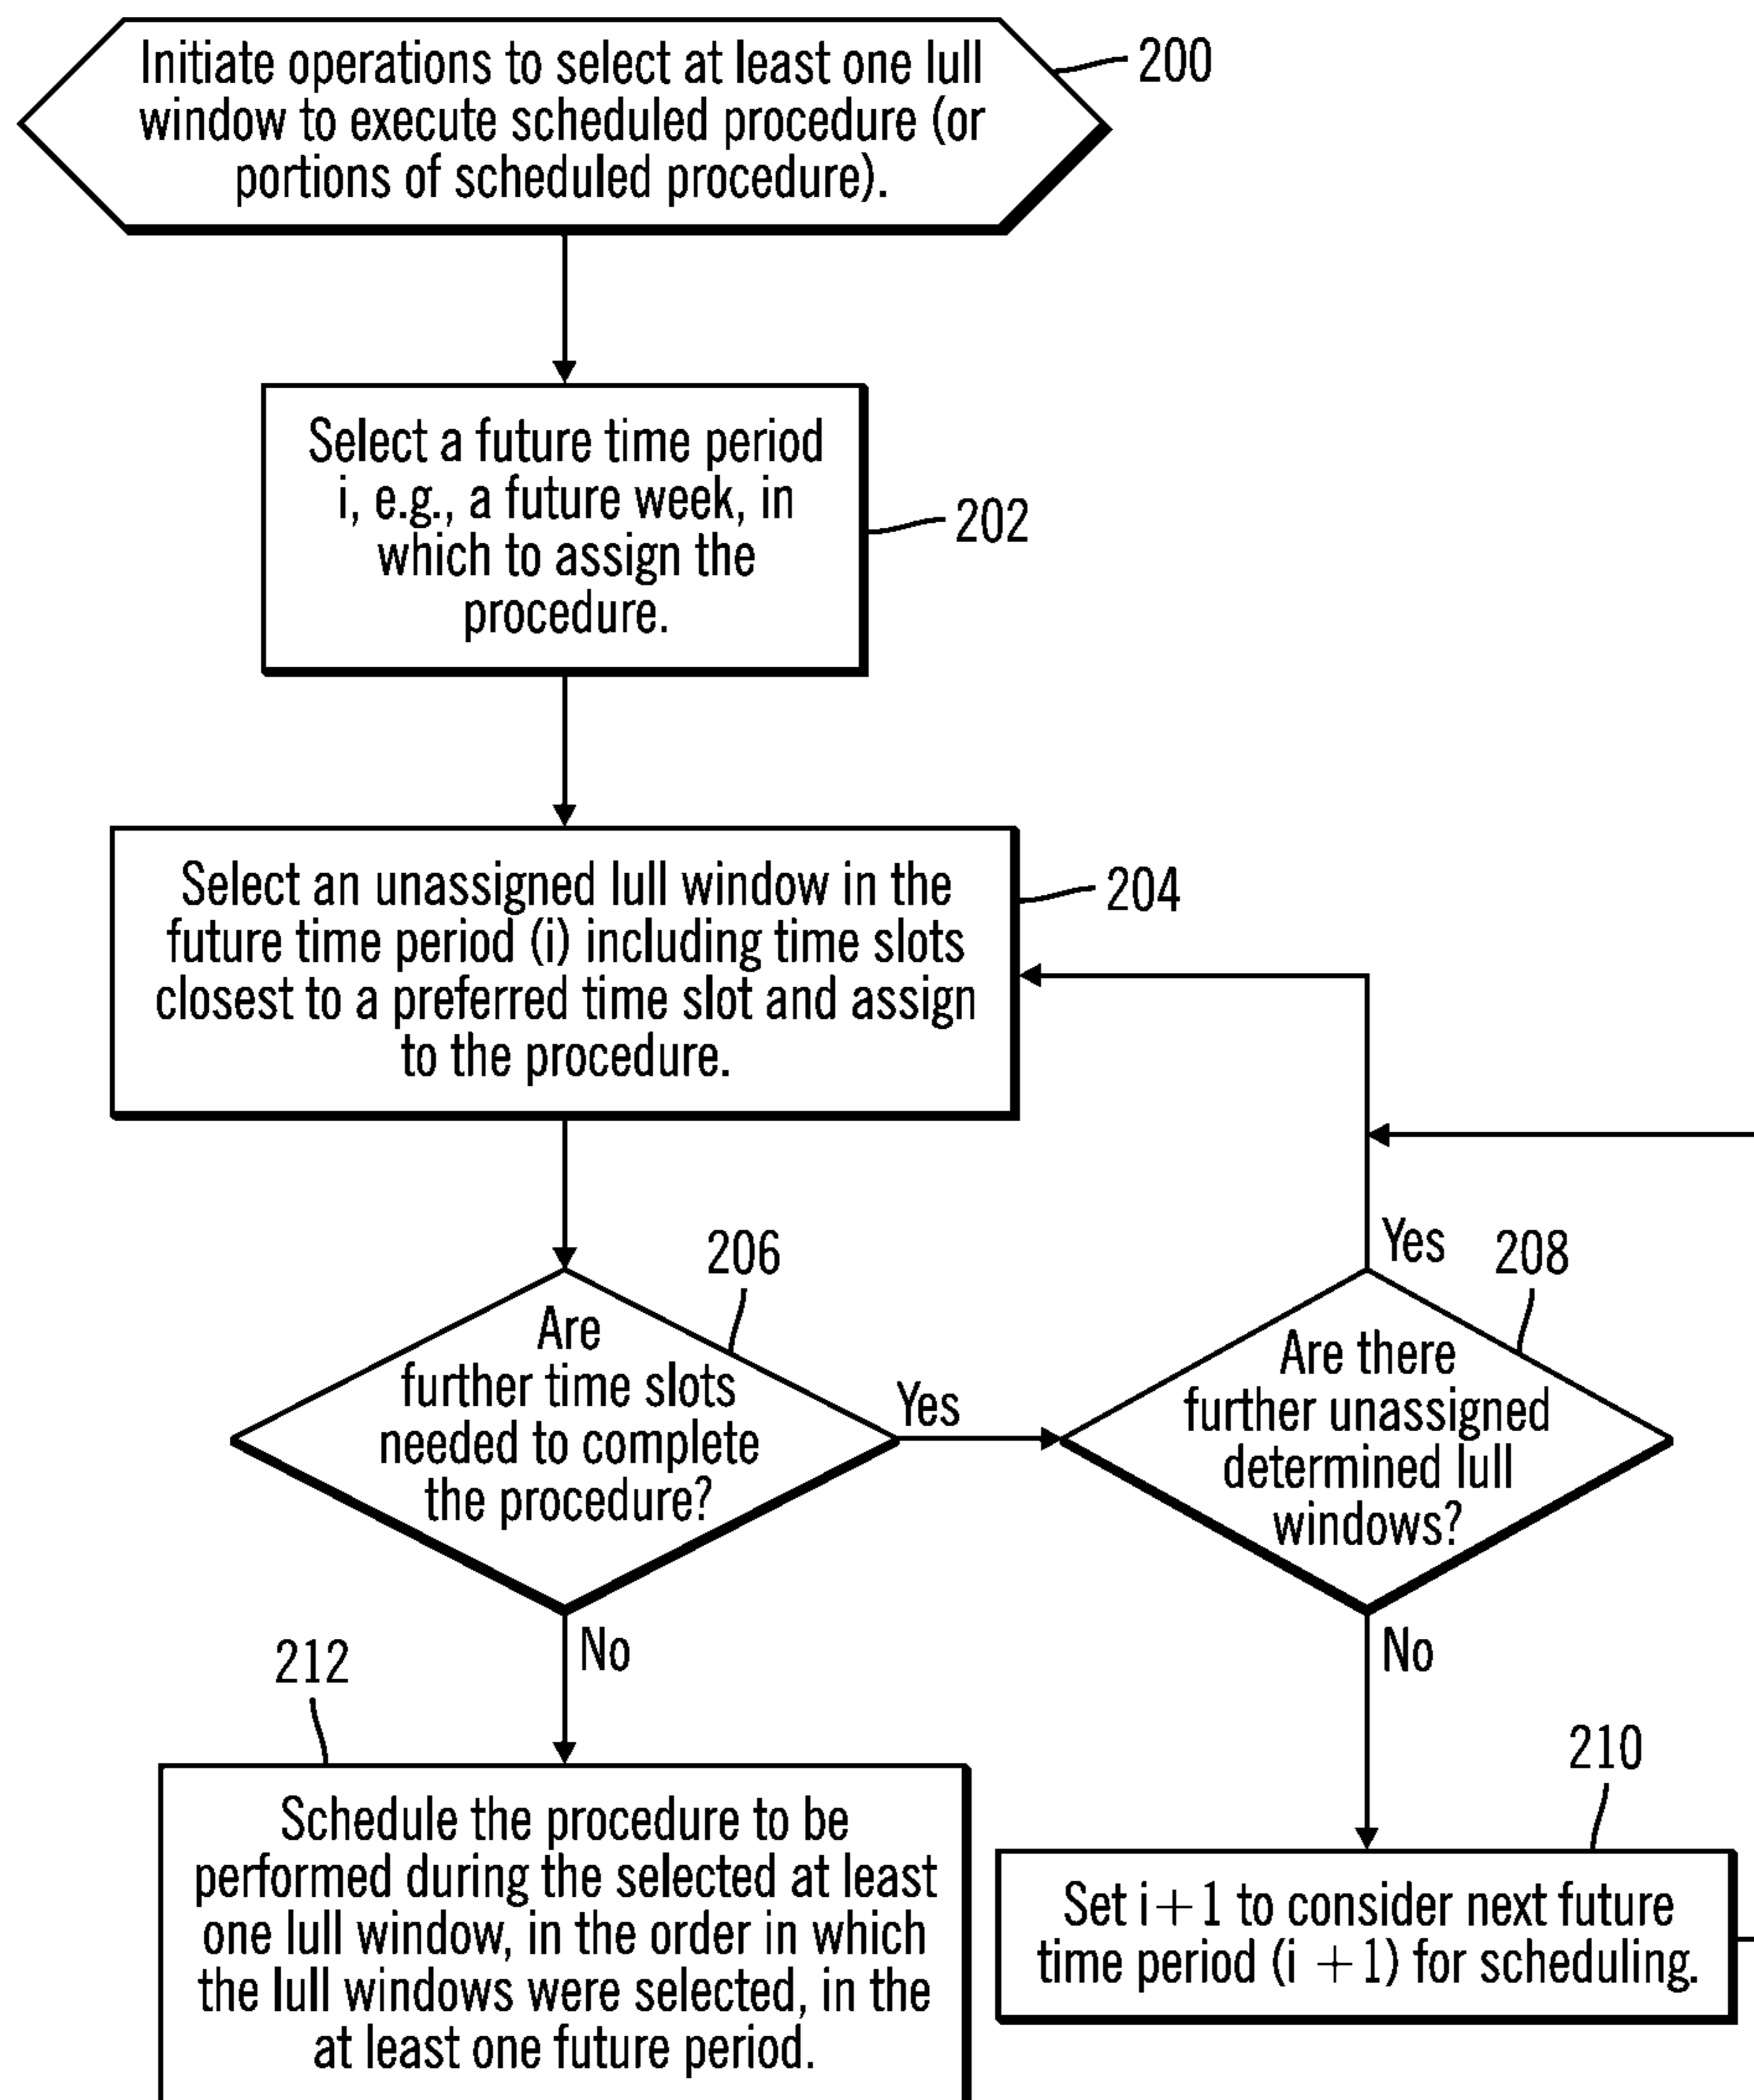 Initiate operations to select at least one lull
window to execute scheduled procedure (or
portions of scheduled procedure).
200
Select a future time period
i, e.g., a future week, in
which to assign the
procedure.
202
Select an unassigned lull window in the
future time period (i) including time slots
closest to a preferred time slot and assign
to the procedure.
204
206
Are
further time slots
needed to complete
the procedure?
Yes
No
208
Yes
Are there
further unassigned
determined lull
windows?
No
212
Schedule the procedure to be
performed during the selected at least
one lull window, in the order in which
the lull windows were selected, in the
at least one future period.
210
Set i+1 to consider next future
time period (i +1) for scheduling.